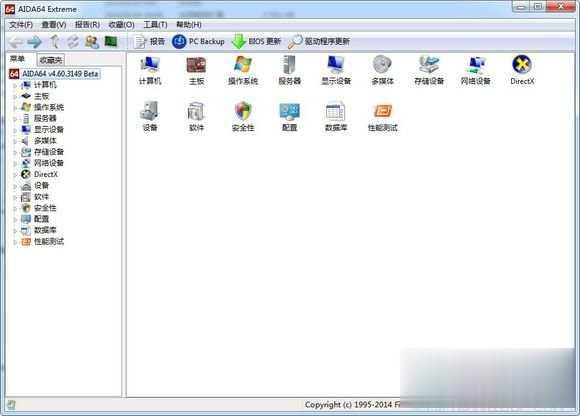 64 AIDA64 Extreme
文件(F) 查看(V) 报告(R) 收藏(O) 工具(T) 帮助(H)
报告 PC Backup BIOS 更新 驱动程序更新
菜单 收藏夹
64 AIDA64 v4.60.3149 Beta
计算机
主板
操作系统
服务器
显示设备
多媒体
存储设备
网络设备
DirectX
设备
软件
安全性
配置
数据库
性能测试
计算机 主板 操作系统 服务器 显示设备 多媒体 存储设备 网络设备 DirectX
设备 软件 安全性 配置 数据库 性能测试
Copyright (c) 1995-2014